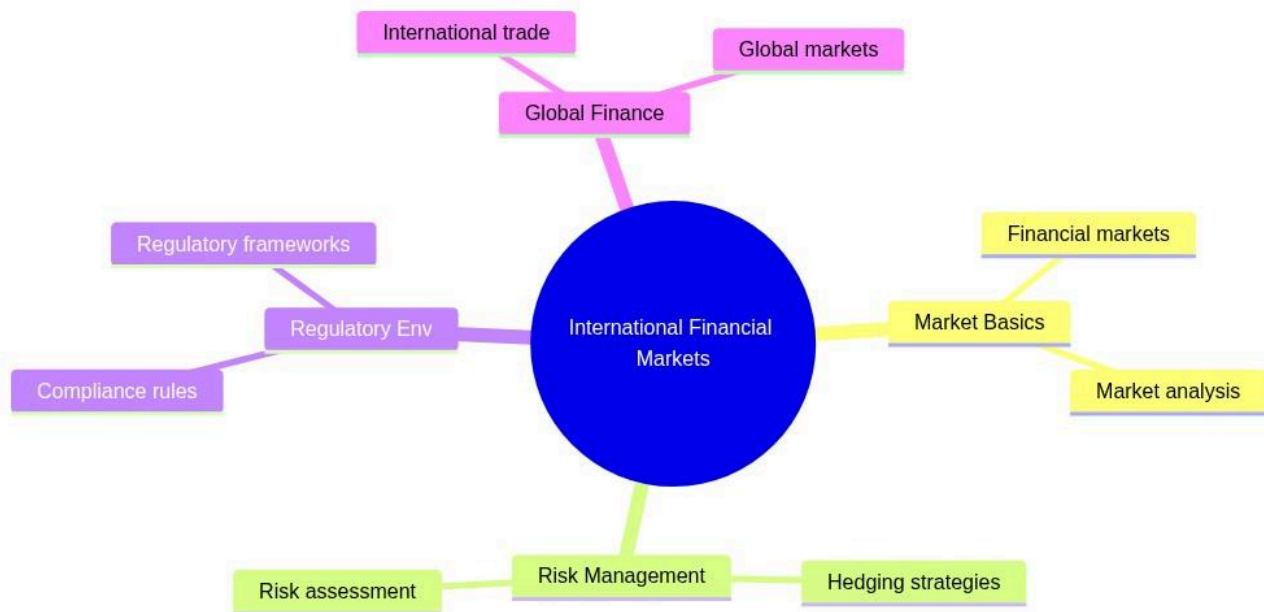 International trade
Global markets
Global Finance
Regulatory frameworks
Financial markets
Regulatory Env
International Financial
Markets
Market Basics
Compliance rules
Market analysis
Risk assessment
Risk Management
Hedging strategies